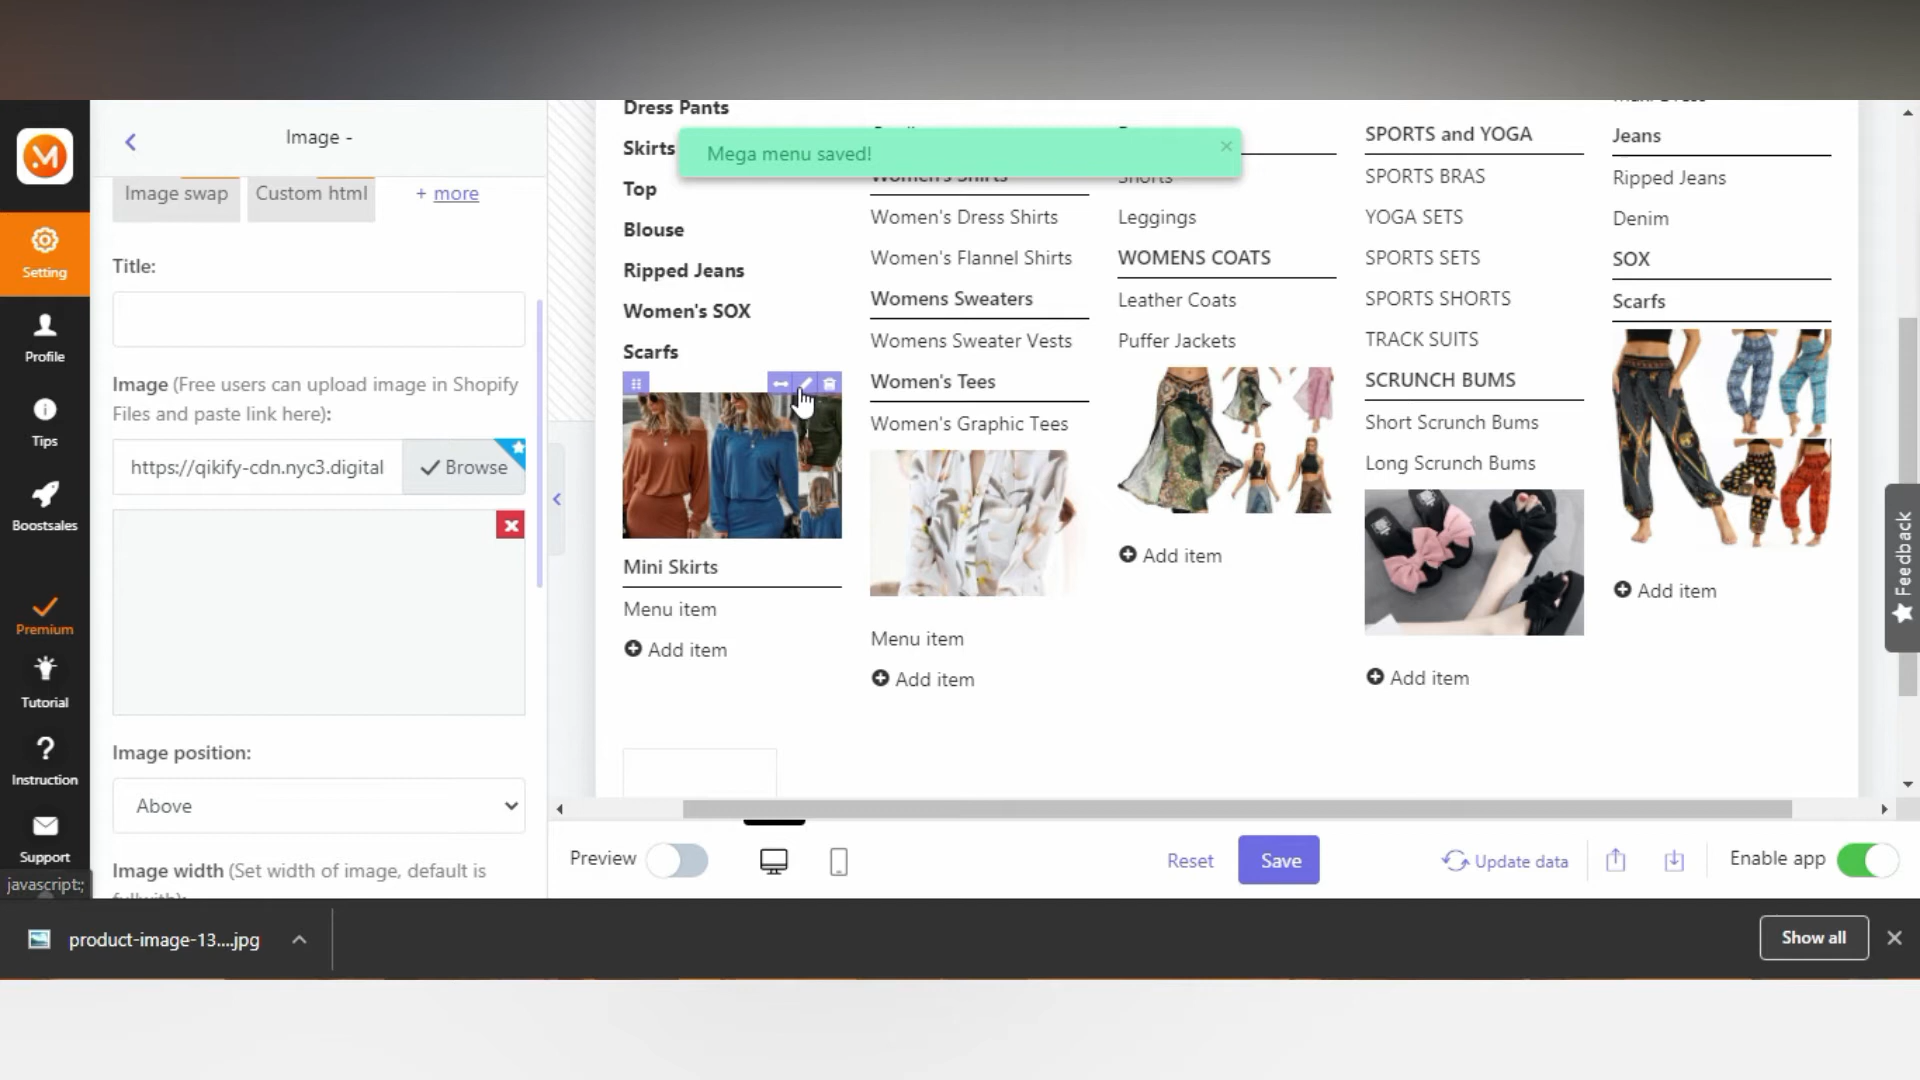 Setting
Profile
Tips
Boostsales
Premium
Tutorial
Instruction
Support
javascript:;
Image -
Image swap
Custom html
+ more
Title:
Image (Free users can upload image in Shopify
Files and paste link here):
https://qikify-cdn.nyc3.digital
Browse
Image position:
Above
Image width (Set width of image, default is
Mega menu saved!
Dress Pants
Skirts
Top
Blouse
Ripped Jeans
Women's SOX
Scarfs
Mini Skirts
Menu item
Add item
Women's Shirts
Women's Dress Shirts
Women's Flannel Shirts
Womens Sweaters
Womens Sweater Vests
Women's Tees
Women's Graphic Tees
Menu item
Add item
Shorts
Leggings
WOMENS COATS
Leather Coats
Puffer Jackets
Add item
SPORTS and YOGA
SPORTS BRAS
YOGA SETS
SPORTS SETS
SPORTS SHORTS
TRACK SUITS
SCRUNCH BUMS
Short Scrunch Bums
Long Scrunch Bums
Add item
Jeans
Ripped Jeans
Denim
SOX
Scarfs
Add item
Feedback
Preview
Reset
Save
Update data
Enable app
product-image-13....jpg
Show all